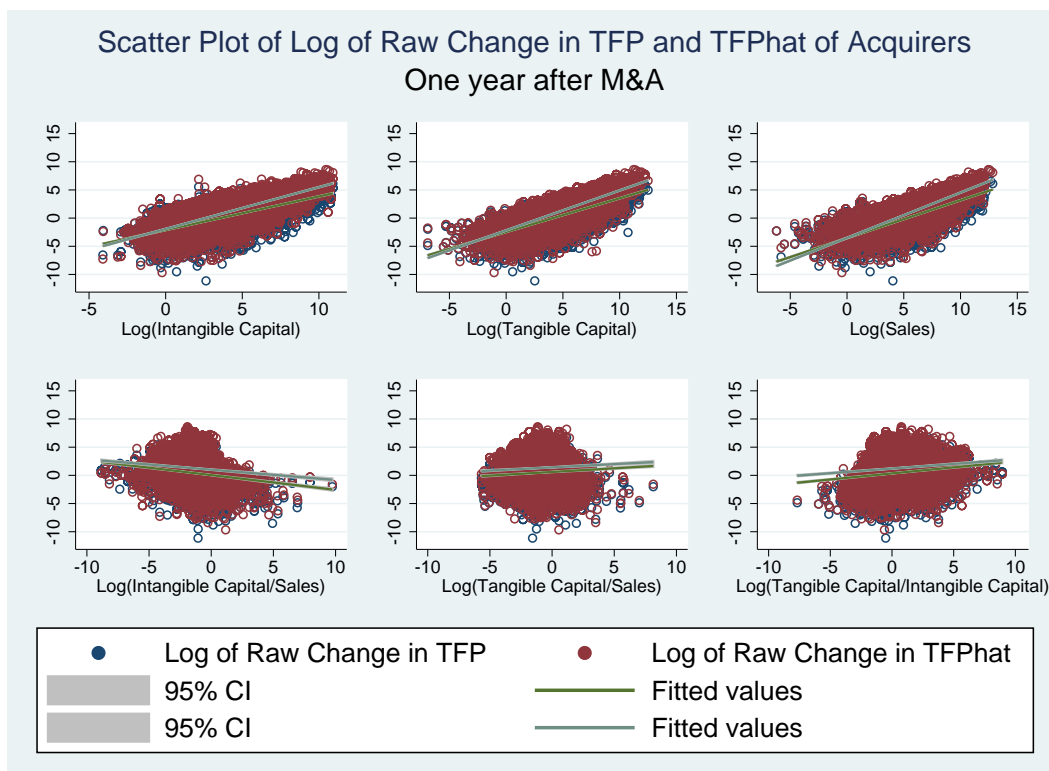 Scatter Plot of Log of Raw Change in TFP and TFPhat of Acquirers
One year after M&A
-10 -5 0 5 10 15
-5 0 5 10
Log(Intangible Capital)
-10 -5 0 5 10 15
-5 0 5 10 15
Log(Tangible Capital)
-10 -5 0 5 10 15
-5 0 5 10 15
Log(Sales)
-10 -5 0 5 10 15
-10 -5 0 5 10
Log(Intangible Capital/Sales)
-10 -5 0 5 10 15
-10 -5 0 5 10
Log(Tangible Capital/Sales)
-10 -5 0 5 10 15
-10 -5 0 5 10
Log(Tangible Capital/Intangible Capital)
Log of Raw Change in TFP
Log of Raw Change in TFPhat
95% CI
Fitted values
95% CI
Fitted values